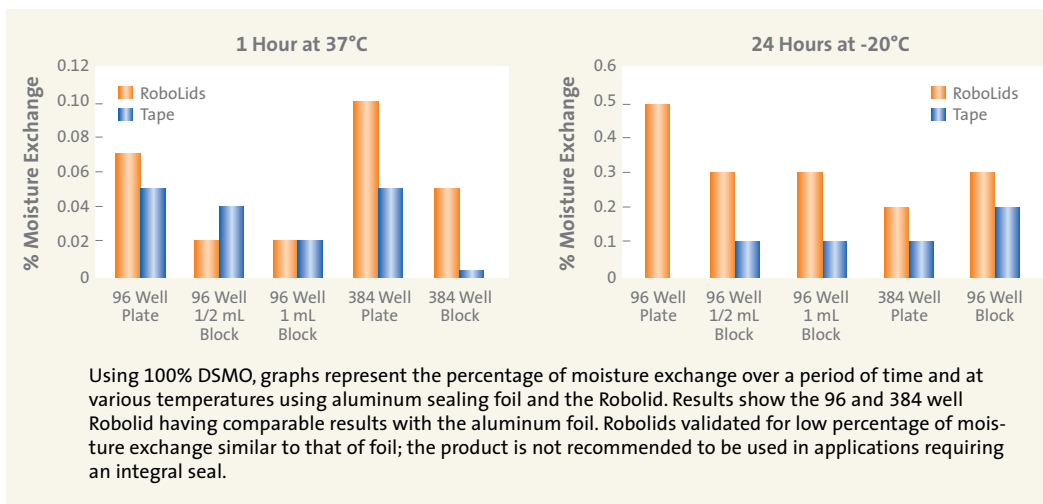 1 Hour at 37°C
% Moisture Exchange
0.12
0.10
0.08
0.06
0.04
0.02
0
RoboLids
Tape
96 Well
Plate
96 Well
1/2 mL
Block
96 Well
1 mL
Block
384 Well
Plate
384 Well
Block
24 Hours at -20°C
% Moisture Exchange
0.6
0.5
0.4
0.3
0.2
0.1
0
RoboLids
Tape
96 Well
Plate
96 Well
1/2 mL
Block
96 Well
1 mL
Block
384 Well
Plate
96 Well
Block
Using 100% DSMO, graphs represent the percentage of moisture exchange over a period of time and at
various temperatures using aluminum sealing foil and the Robolid. Results show the 96 and 384 well
Robolid having comparable results with the aluminum foil. Robolids validated for low percentage of mois-
ture exchange similar to that of foil; the product is not recommended to be used in applications requiring
an integral seal.